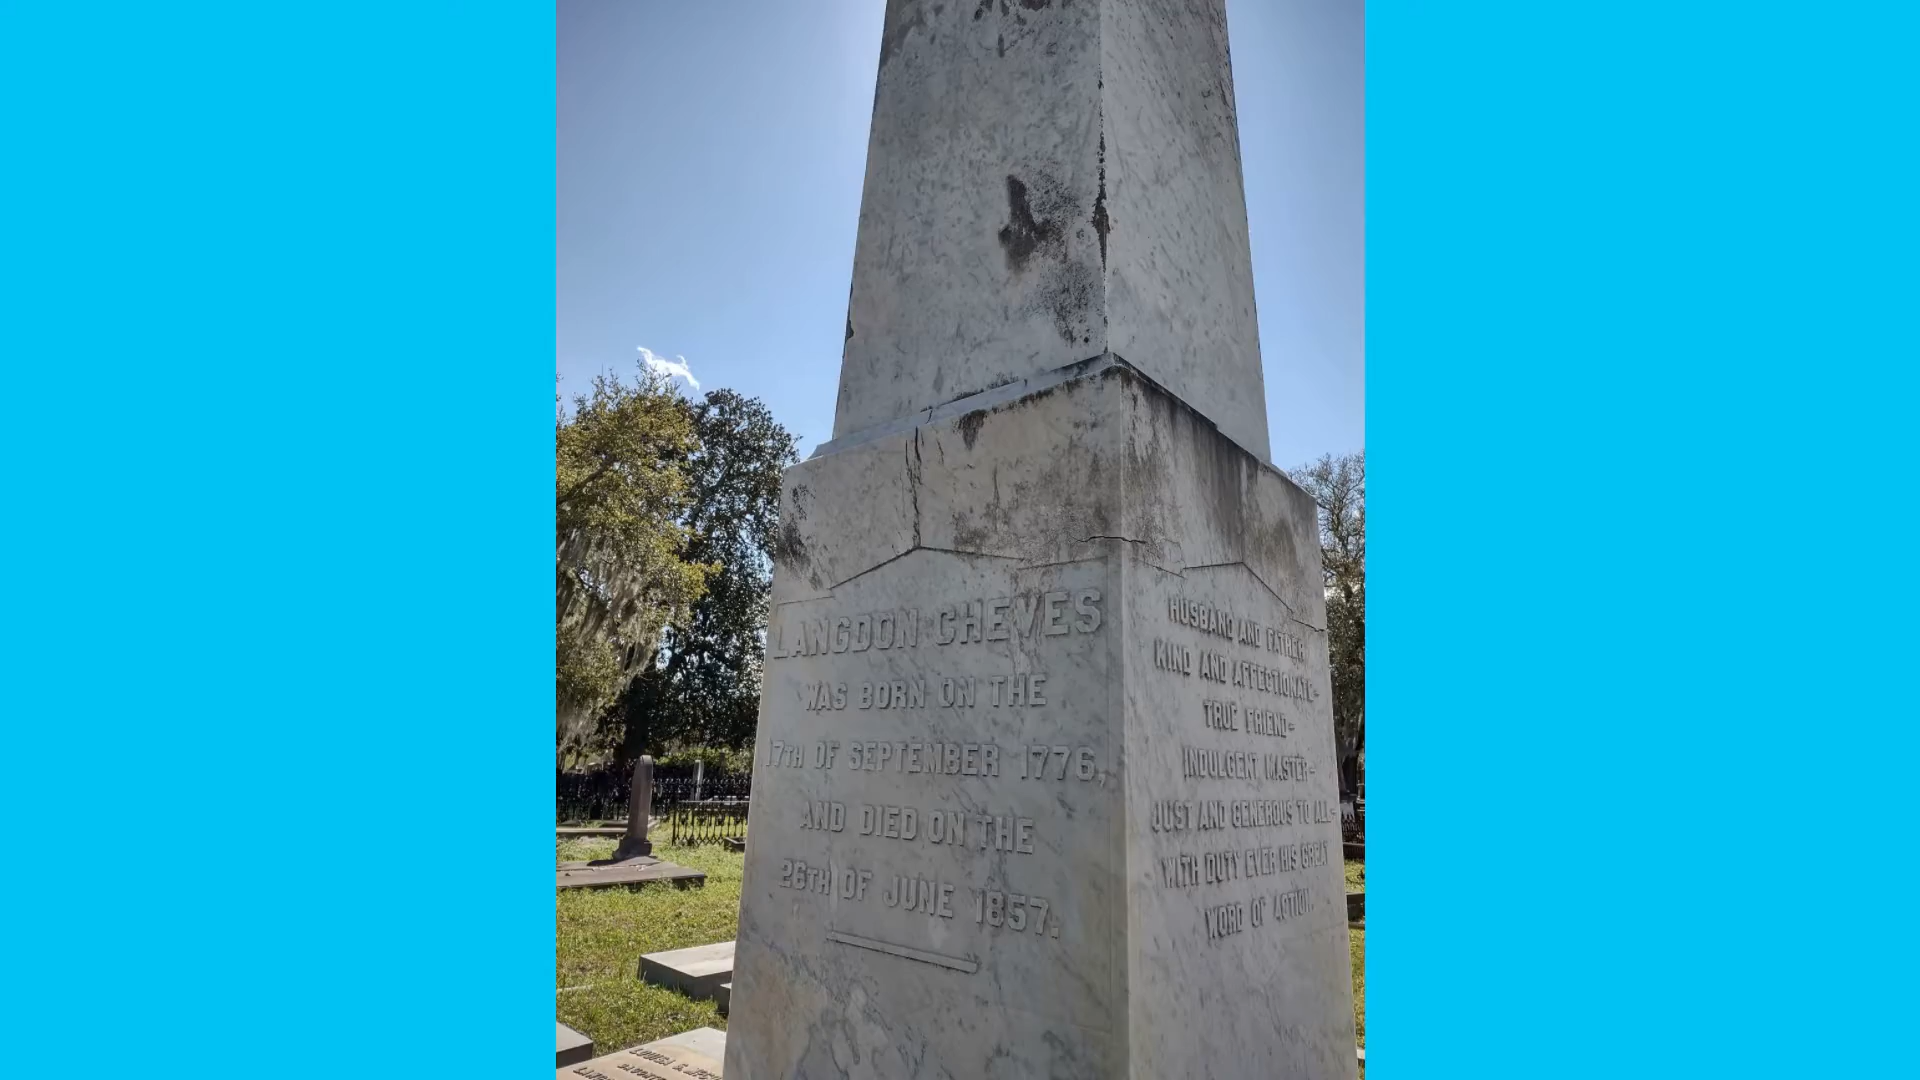 LANGDON CHEVES
WAS BORN ON THE
17TH OF SEPTEMBER 1776,
AND DIED ON THE
26TH OF JUNE 1857.
HUSBAND AND FATHER
KIND AND AFFECTIONATE-
TRUE FRIEND-
INDULGENT MASTER-
JUST AND GENEROUS TO ALL-
WITH DUTY EVER HIS GREAT
WORD OF ACTION.
LOUISA S.